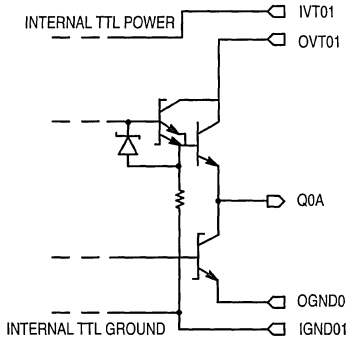 INTERNAL TTL POWER
IVT01
OVT01
Q0A
OGND0
INTERNAL TTL GROUND
IGND01